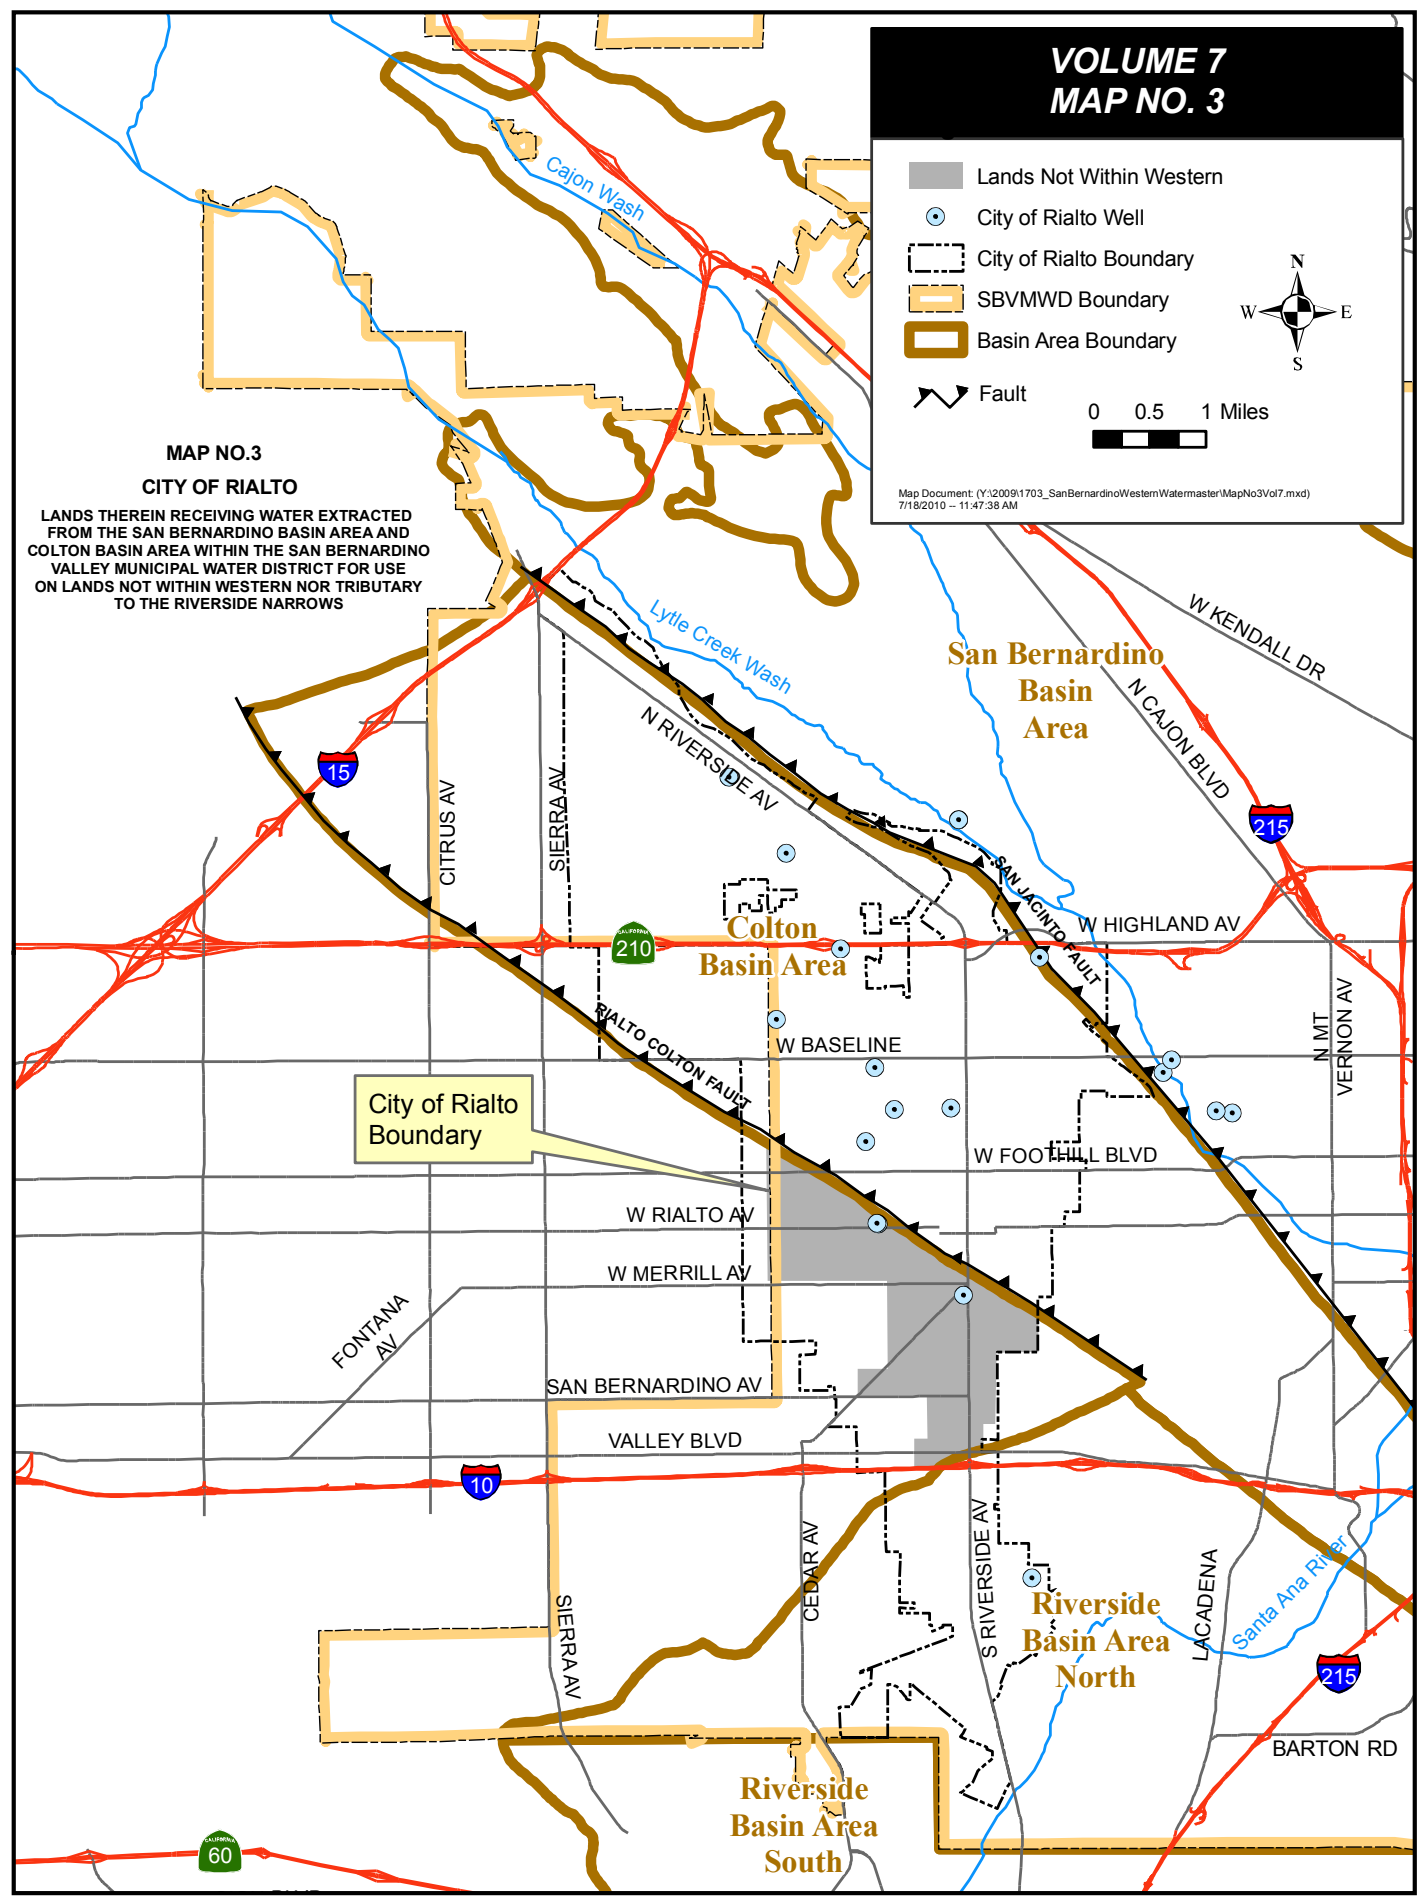 VOLUME 7
MAP NO. 3
Lands Not Within Western
City of Rialto Well
City of Rialto Boundary
SBVMWD Boundary
Basin Area Boundary
Fault
N
W
E
S
0 0.5 1 Miles
Map Document: (Y:\2009\1703_SanBernardinoWesternWatermaster\MapNo3Vol7.mxd)
7/18/2010 -- 11:47:38 AM
Cajon Wash
MAP NO.3
CITY OF RIALTO
LANDS THEREIN RECEIVING WATER EXTRACTED
FROM THE SAN BERNARDINO BASIN AREA AND
COLTON BASIN AREA WITHIN THE SAN BERNARDINO
VALLEY MUNICIPAL WATER DISTRICT FOR USE
ON LANDS NOT WITHIN WESTERN NOR TRIBUTARY
TO THE RIVERSIDE NARROWS
Lytle Creek Wash
W KENDALL DR
San Bernardino
Basin
Area
N CAJON BLVD
N RIVERSIDE AV
15
CITRUS AV
SIERRA AV
215
SAN JACINTO FAULT
W HIGHLAND AV
Colton
Basin Area
CALIFORNIA
210
RIALTO COLTON FAULT
W BASELINE
N MT
VERNON AV
City of Rialto
Boundary
W FOOTHILL BLVD
W RIALTO AV
W MERRILL AV
FONTANA
AV
SAN BERNARDINO AV
VALLEY BLVD
10
CEDAR AV
S RIVERSIDE AV
LACADENA
Santa Ana River
SIERRA AV
Riverside
Basin Area
North
215
BARTON RD
Riverside
Basin Area
South
CALIFORNIA
60